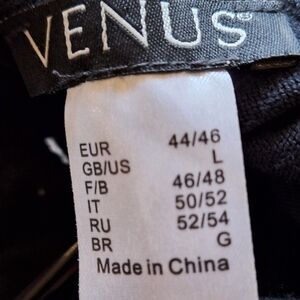 VENUS
EUR 44/46
GB/US L
F/B 46/48
IT 50/52
RU 52/54
BR G
Made in China